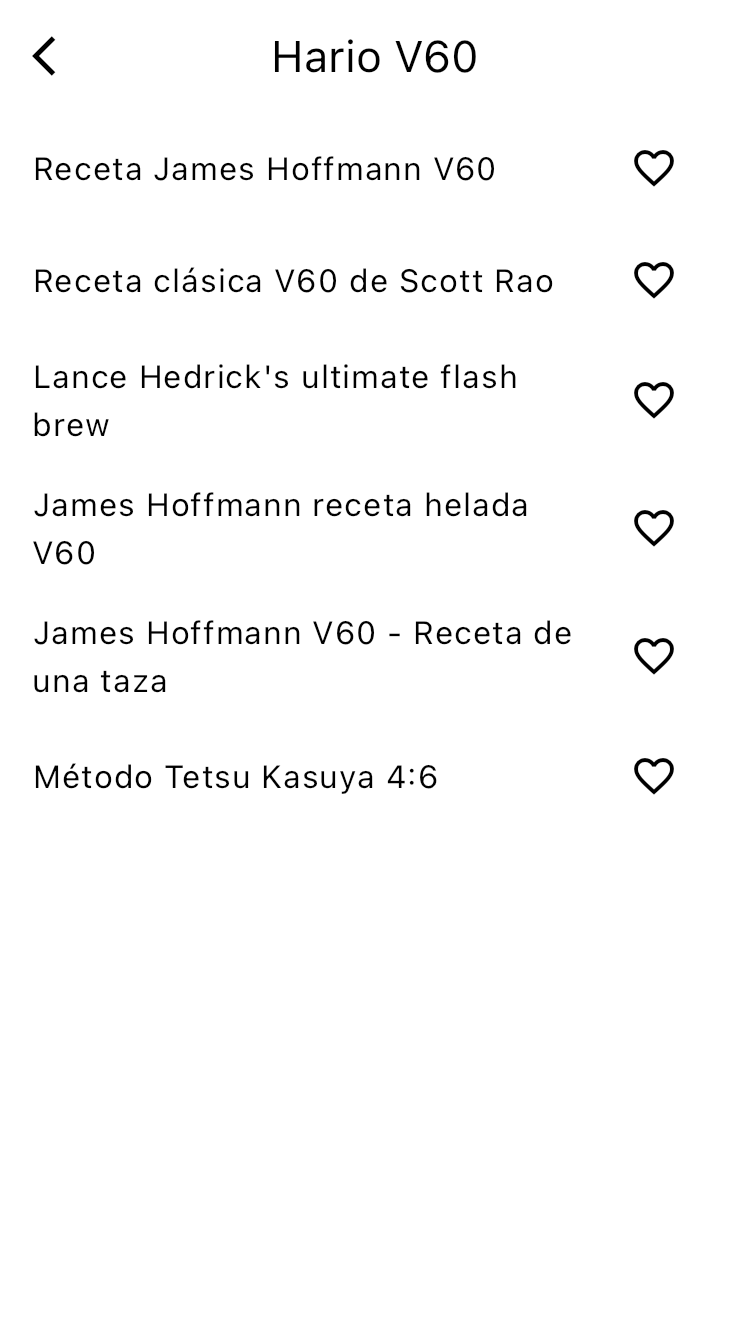 Hario V60
Receta James Hoffmann V60
Receta clásica V60 de Scott Rao
Lance Hedrick's ultimate flash
brew
James Hoffmann receta helada
V60
James Hoffmann V60 - Receta de
una taza
Método Tetsu Kasuya 4:6